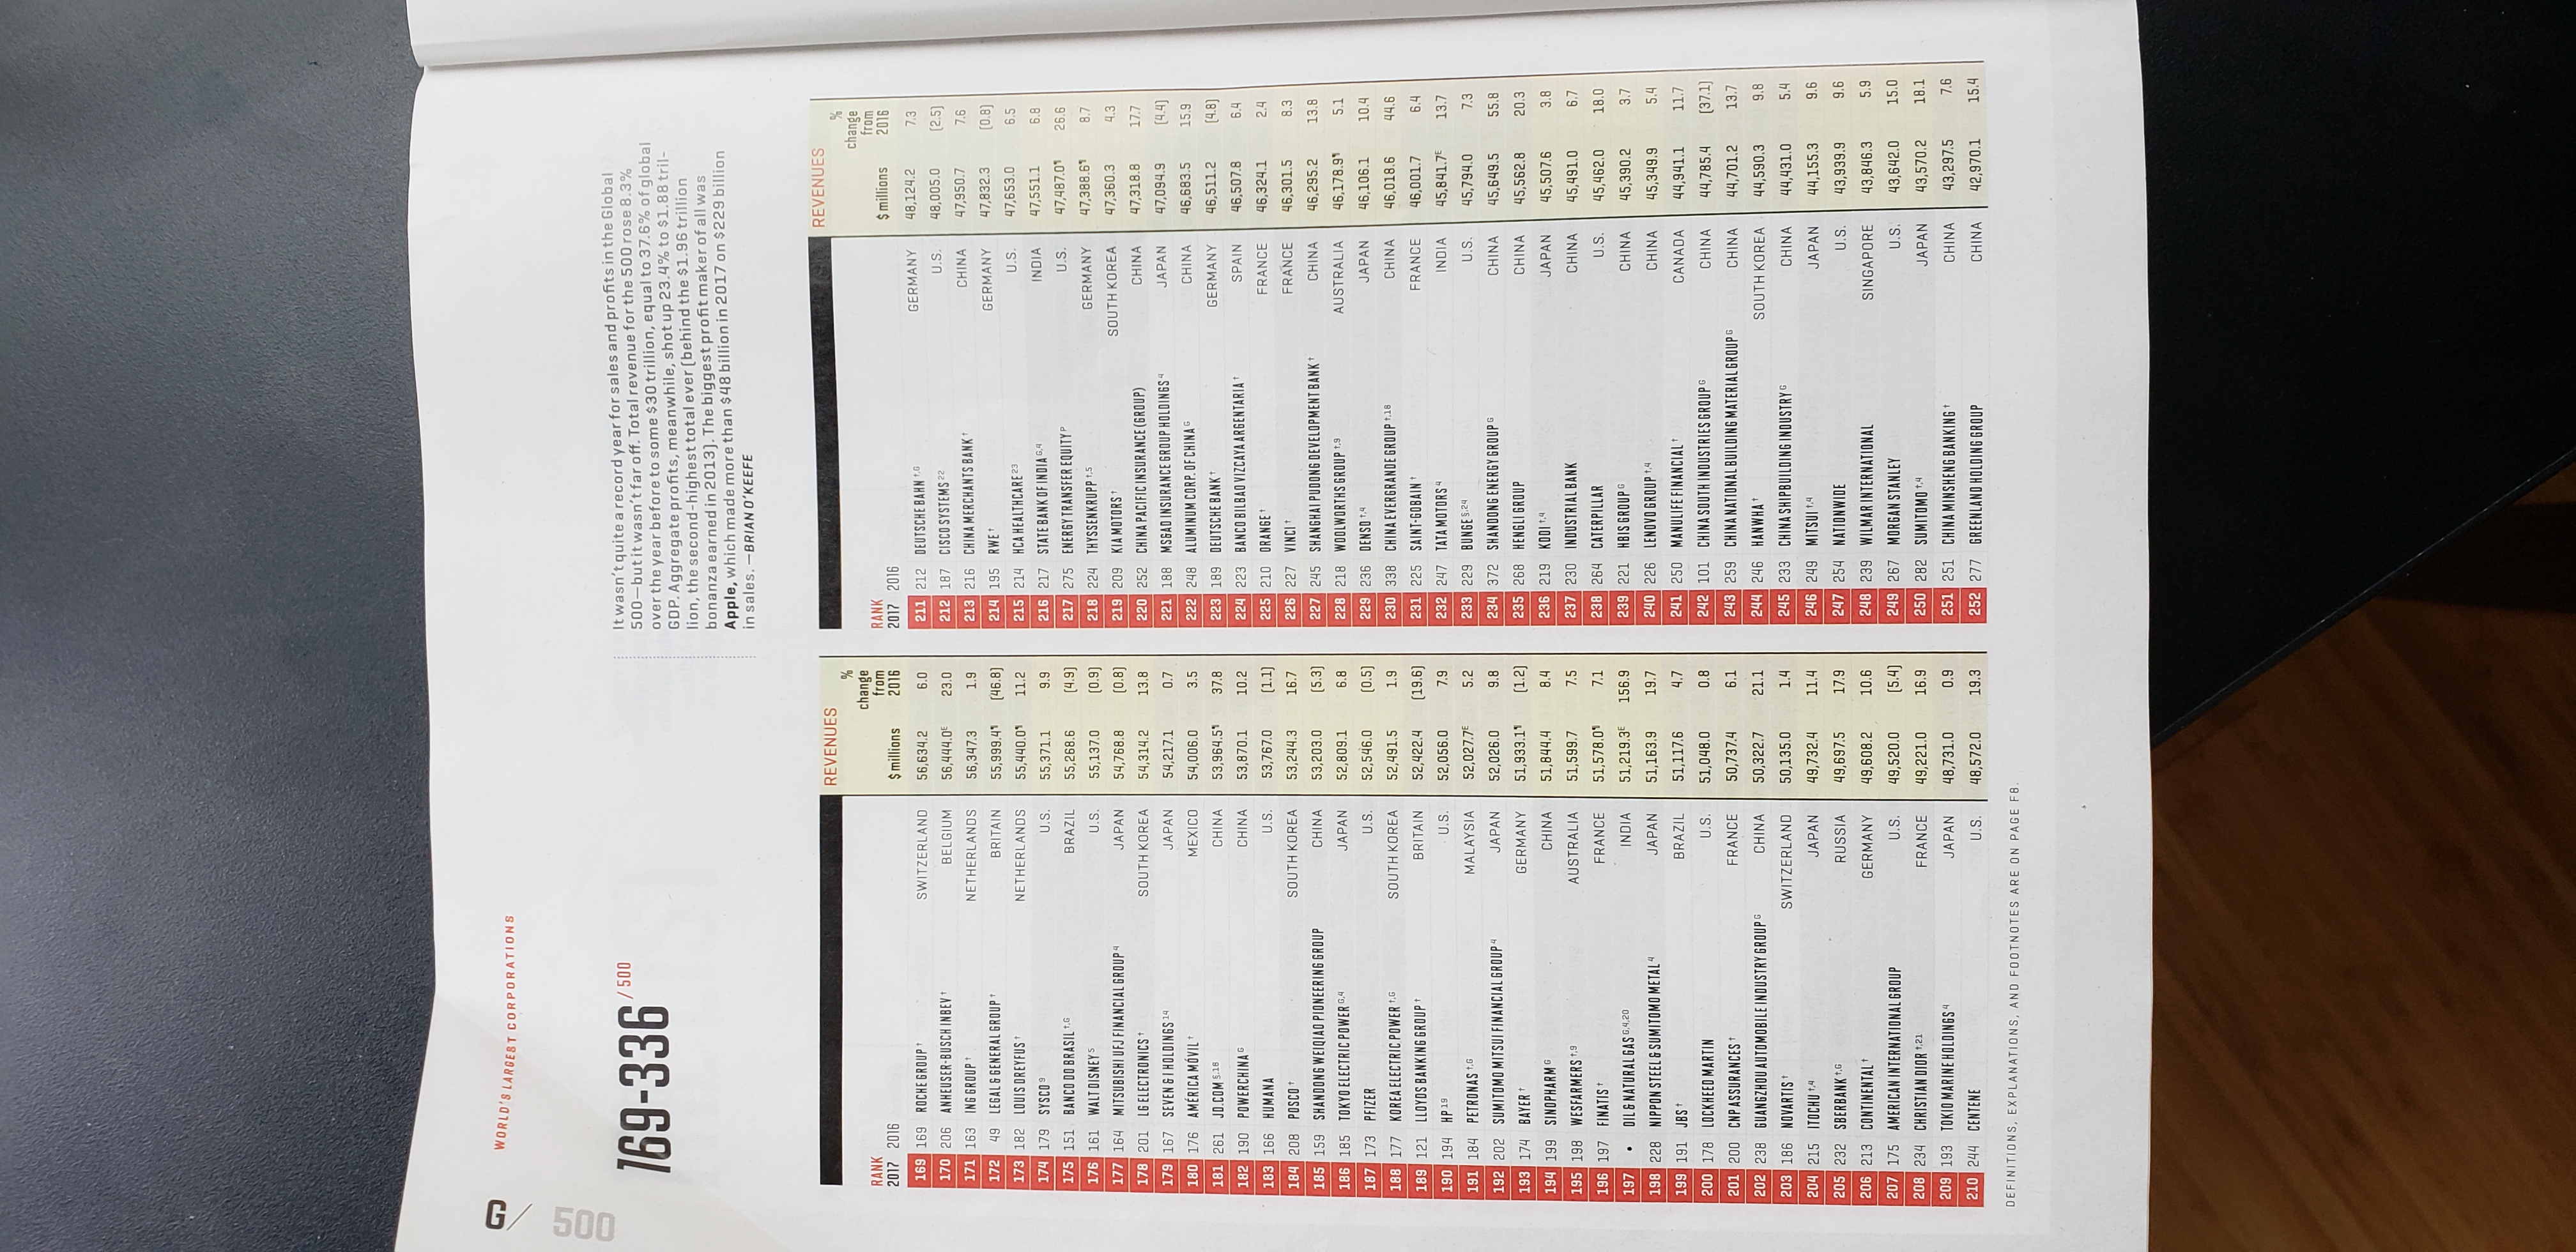 G / 500
WORLD'S LARGEST CORPORATIONS
169-336 / 500
It wasn't quite a record year for sales and profits in the Global
500—but it wasn't far off. Total revenue for the 500 rose 8.3%
over the year before to some $30 trillion, equal to 37.6% of global
GDP. Aggregate profits, meanwhile, shot up 23.4% to $1.88 tril-
lion, the second-highest total ever (behind the $1.96 trillion
bonanza earned in 2013). The biggest profit maker of all was
Apple, which made more than $48 billion in 2017 on $229 billion
in sales. —BRIAN O'KEEFE
REVENUES
%
change
from
RANK
2017 2016 $ millions 2016
169 169 ROCHE GROUP † SWITZERLAND 56,634.2 6.0
170 206 ANHEUSER-BUSCH INBEV † BELGIUM 56,444.0 E 23.0
171 163 ING GROUP † NETHERLANDS 56,347.3 1.9
172 49 LEGAL & GENERAL GROUP † BRITAIN 55,999.4 ¶ (46.8)
173 182 LOUIS DREYFUS † NETHERLANDS 55,440.0 ¶ 11.2
174 179 SYSCO 9 U.S. 55,371.1 9.9
175 151 BANCO DO BRASIL †,G BRAZIL 55,268.6 (4.9)
176 161 WALT DISNEY 5 U.S. 55,137.0 (0.9)
177 164 MITSUBISHI UFJ FINANCIAL GROUP 4 JAPAN 54,768.8 (0.8)
178 201 LG ELECTRONICS † SOUTH KOREA 54,314.2 13.8
179 167 SEVEN & I HOLDINGS 14 JAPAN 54,217.1 0.7
180 176 AMÉRICA MÓVIL † MEXICO 54,006.0 3.5
181 261 JD.COM §,18 CHINA 53,964.5 ¶ 37.8
182 190 POWERCHINA G CHINA 53,870.1 10.2
183 166 HUMANA U.S. 53,767.0 (1.1)
184 208 POSCO † SOUTH KOREA 53,244.3 16.7
185 159 SHANDONG WEIQIAO PIONEERING GROUP CHINA 53,203.0 (5.3)
186 185 TOKYO ELECTRIC POWER G,4 JAPAN 52,809.1 6.8
187 173 PFIZER U.S. 52,546.0 (0.5)
188 177 KOREA ELECTRIC POWER †,G SOUTH KOREA 52,491.5 1.9
189 121 LLOYDS BANKING GROUP † BRITAIN 52,422.4 (19.6)
190 194 HP 19 U.S. 52,056.0 7.9
191 184 PETRONAS †,G MALAYSIA 52,027.7 E 5.2
192 202 SUMITOMO MITSUI FINANCIAL GROUP 4 JAPAN 52,026.0 9.8
193 174 BAYER † GERMANY 51,933.1 ¶ (1.2)
194 199 SINOPHARM G CHINA 51,844.4 8.4
195 198 WESFARMERS †,9 AUSTRALIA 51,599.7 7.5
196 197 FINATIS † FRANCE 51,578.0 ¶ 7.1
197 • OIL & NATURAL GAS G,4,20 INDIA 51,219.3 E 156.9
198 228 NIPPON STEEL & SUMITOMO METAL 4 JAPAN 51,163.9 19.7
199 191 JBS † BRAZIL 51,117.6 4.7
200 178 LOCKHEED MARTIN U.S. 51,048.0 0.8
201 200 CNP ASSURANCES † FRANCE 50,737.4 6.1
202 238 GUANGZHOU AUTOMOBILE INDUSTRY GROUP G CHINA 50,322.7 21.1
203 186 NOVARTIS † SWITZERLAND 50,135.0 1.4
204 215 ITOCHU †,4 JAPAN 49,732.4 11.4
205 232 SBERBANK †,G RUSSIA 49,697.5 17.9
206 213 CONTINENTAL † GERMANY 49,608.2 10.6
207 175 AMERICAN INTERNATIONAL GROUP U.S. 49,520.0 (5.4)
208 234 CHRISTIAN DIOR †,21 FRANCE 49,221.0 16.9
209 193 TOKIO MARINE HOLDINGS 4 JAPAN 48,731.0 0.9
210 244 CENTENE U.S. 48,572.0 19.3
REVENUES
%
change
from
RANK
2017 2016 $ millions 2016
211 212 DEUTSCHE BAHN †,G GERMANY 48,124.2 7.3
212 187 CISCO SYSTEMS 22 U.S. 48,005.0 (2.5)
213 216 CHINA MERCHANTS BANK † CHINA 47,950.7 7.6
214 195 RWE † GERMANY 47,832.3 (0.8)
215 214 HCA HEALTHCARE 23 U.S. 47,653.0 6.5
216 217 STATE BANK OF INDIA G,4 INDIA 47,551.1 6.8
217 275 ENERGY TRANSFER EQUITY P U.S. 47,487.0 ¶ 26.6
218 224 THYSSENKRUPP †,5 GERMANY 47,388.6 ¶ 8.7
219 209 KIA MOTORS † SOUTH KOREA 47,360.3 4.3
220 252 CHINA PACIFIC INSURANCE (GROUP) CHINA 47,318.8 17.7
221 188 MS&AD INSURANCE GROUP HOLDINGS 4 JAPAN 47,094.9 (4.4)
222 248 ALUMINUM CORP. OF CHINA G CHINA 46,683.5 15.9
223 189 DEUTSCHE BANK † GERMANY 46,511.2 (4.8)
224 223 BANCO BILBAO VIZCAYA ARGENTARIA † SPAIN 46,507.8 6.4
225 210 ORANGE † FRANCE 46,324.1 2.4
226 227 VINCI † FRANCE 46,301.5 8.3
227 245 SHANGHAI PUDONG DEVELOPMENT BANK † CHINA 46,295.2 13.8
228 218 WOOLWORTHS GROUP †,9 AUSTRALIA 46,178.9 ¶ 5.1
229 236 DENSO †,4 JAPAN 46,106.1 10.4
230 338 CHINA EVERGRANDE GROUP †,18 CHINA 46,018.6 44.6
231 225 SAINT-GOBAIN † FRANCE 46,001.7 6.4
232 247 TATA MOTORS 4 INDIA 45,841.7 E 13.7
233 229 BUNGE §,24 U.S. 45,794.0 7.3
234 372 SHANDONG ENERGY GROUP G CHINA 45,649.5 55.8
235 268 HENGLI GROUP CHINA 45,562.8 20.3
236 219 KDDI †,4 JAPAN 45,507.6 3.8
237 230 INDUSTRIAL BANK CHINA 45,491.0 6.7
238 264 CATERPILLAR U.S. 45,462.0 18.0
239 221 HBIS GROUP G CHINA 45,390.2 3.7
240 226 LENOVO GROUP †,4 CHINA 45,349.9 5.4
241 250 MANULIFE FINANCIAL † CANADA 44,941.1 11.7
242 101 CHINA SOUTH INDUSTRIES GROUP G CHINA 44,785.4 (37.1)
243 259 CHINA NATIONAL BUILDING MATERIAL GROUP G CHINA 44,701.2 13.7
244 246 HANWHA † SOUTH KOREA 44,590.3 9.8
245 233 CHINA SHIPBUILDING INDUSTRY G CHINA 44,431.0 5.4
246 249 MITSUI †,4 JAPAN 44,155.3 9.6
247 254 NATIONWIDE U.S. 43,939.9 9.6
248 239 WILMAR INTERNATIONAL SINGAPORE 43,846.3 5.9
249 267 MORGAN STANLEY U.S. 43,642.0 15.0
250 282 SUMITOMO †,4 JAPAN 43,570.2 18.1
251 251 CHINA MINSHENG BANKING † CHINA 43,297.5 7.6
252 277 GREENLAND HOLDING GROUP CHINA 42,970.1 15.4
DEFINITIONS, EXPLANATIONS, AND FOOTNOTES ARE ON PAGE F8.